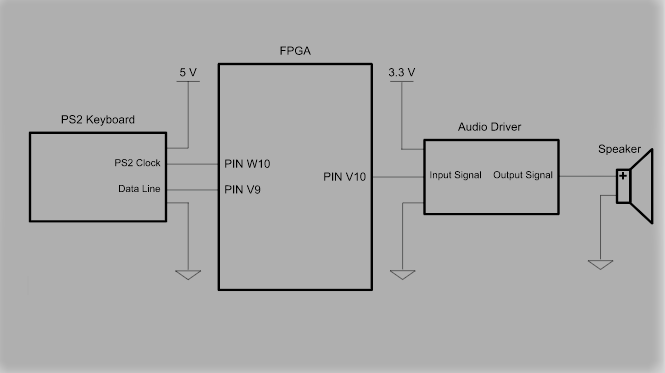 FPGA
5 V
3.3 V
PS2 Keyboard
Audio Driver
Speaker
PS2 Clock
PIN W10
PIN V10
Input Signal
Output Signal
+
Data Line
PIN V9